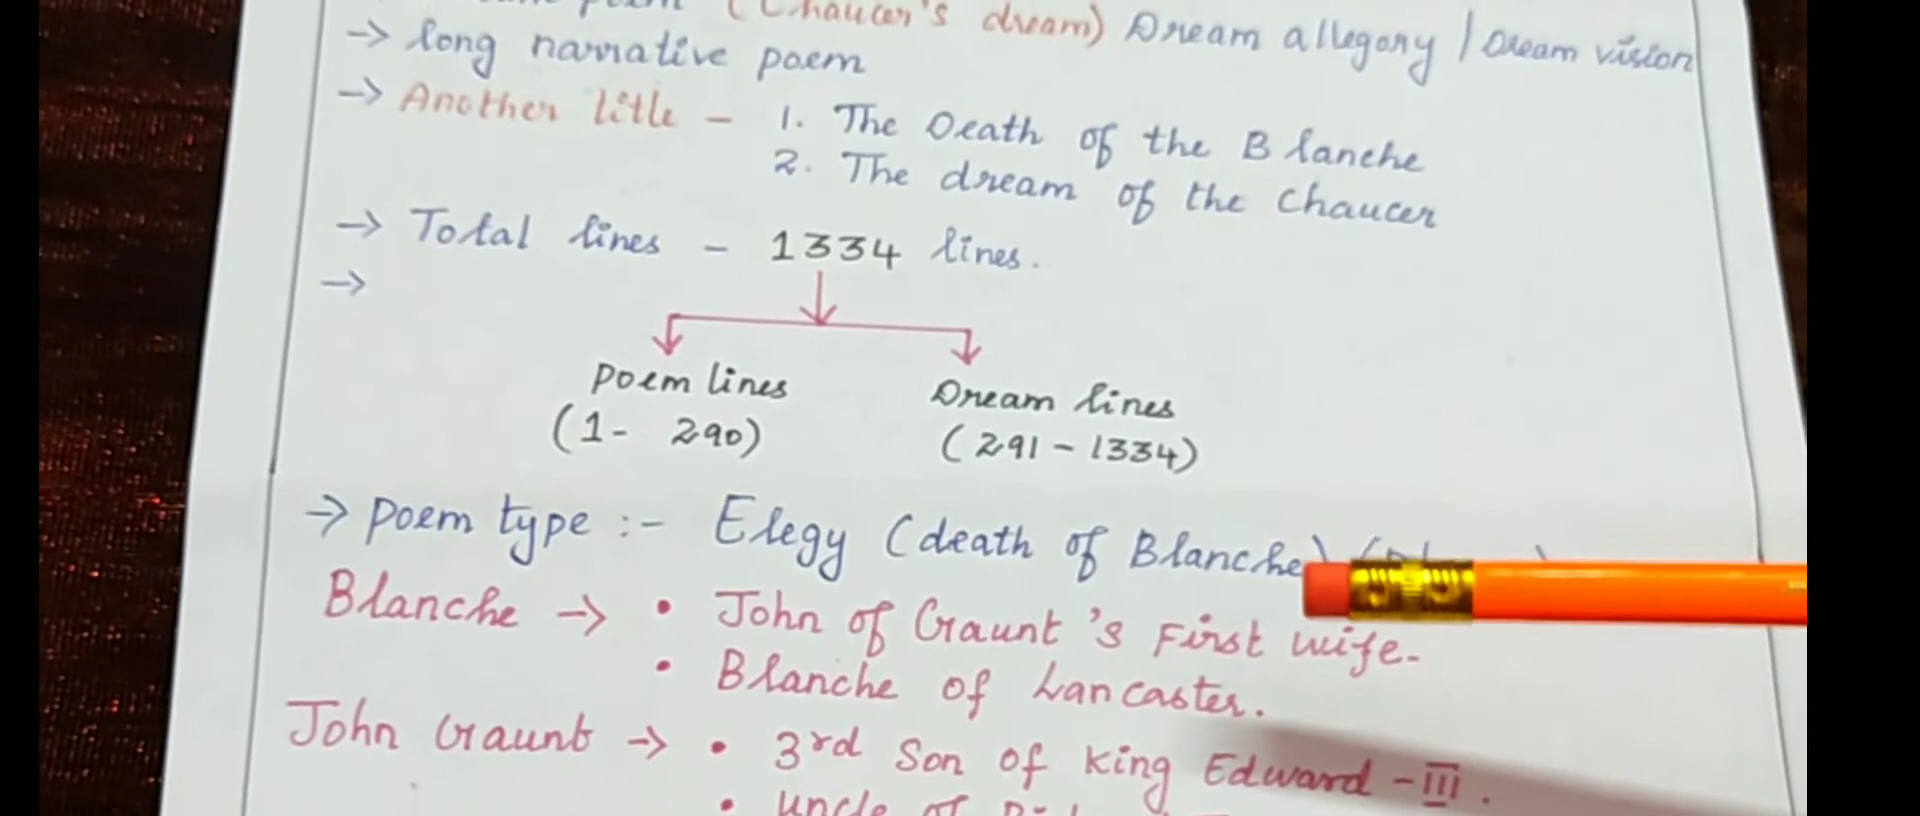 poem (Chaucer's dream) Dream allegory / Dream vision
→ long narrative poem
→ Another title - 1. The Death of the Blanche
2. The dream of the Chaucer
→ Total lines - 1334 lines.
→
Poem lines Dream lines
(1- 290) (291 - 1334)
→ Poem type :- Elegy (death of Blanche)
Blanche → • John of Graunt's First wife.
• Blanche of Lancaster.
John Graunt → • 3rd Son of King Edward - III.
• uncle of